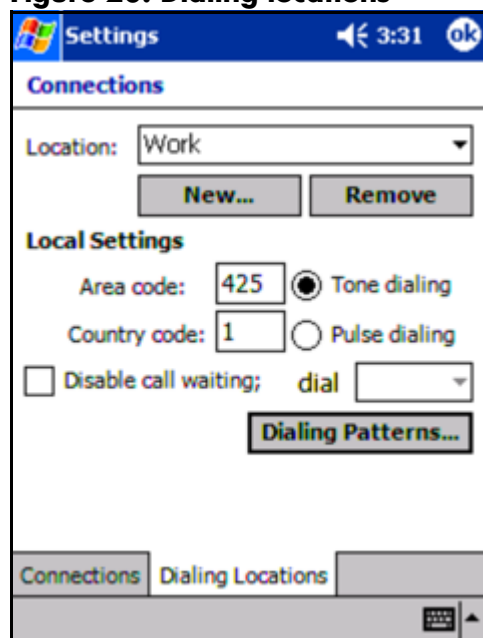 Figure 26: Dialing locations
Settings 3:31 ok
Connections
Location: Work
New... Remove
Local Settings
Area code: 425 Tone dialing
Country code: 1 Pulse dialing
Disable call waiting; dial
Dialing Patterns...
Connections Dialing Locations